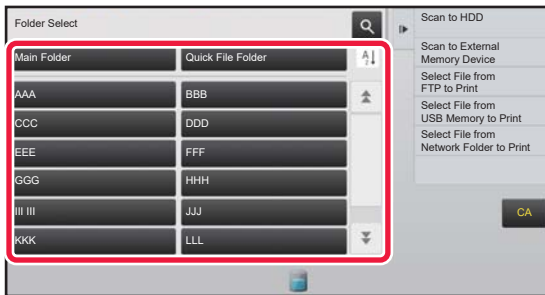 Folder Select
Main Folder
Quick File Folder
A
Z
AAA
BBB
CCC
DDD
EEE
FFF
GGG
HHH
III III
JJJ
KKK
LLL
Scan to HDD
Scan to External
Memory Device
Select File from
FTP to Print
Select File from
USB Memory to Print
Select File from
Network Folder to Print
CA